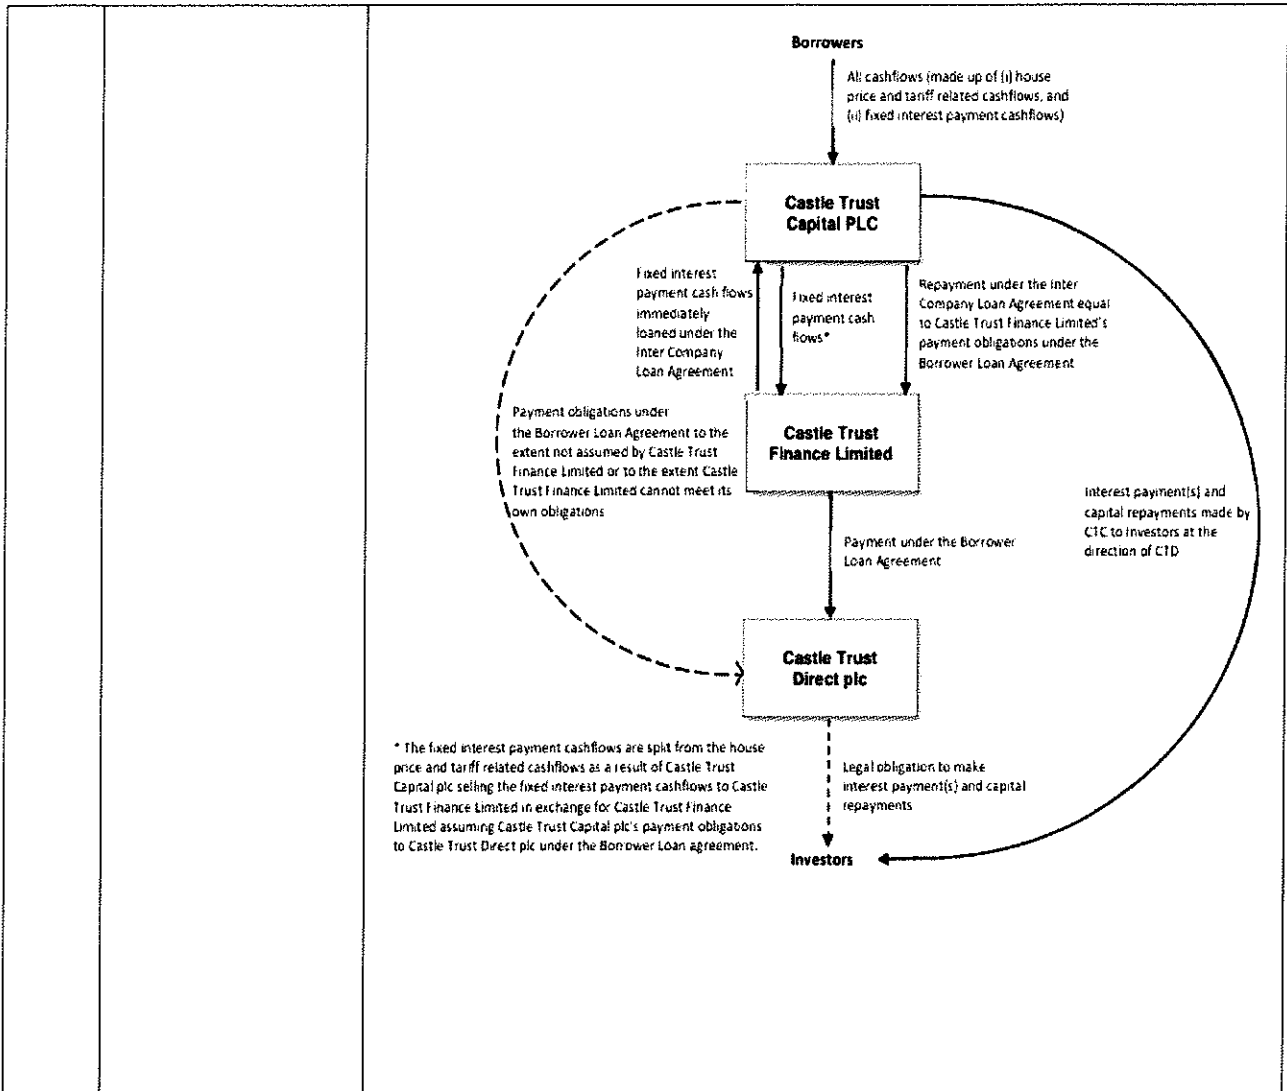 Borrowers
All cashflows (made up of (i) house
price and tariff related cashflows, and
(ii) fixed interest payment cashflows)
Castle Trust
Capital PLC
Fixed interest
payment cash flows
immediately
loaned under the
Inter Company
Loan Agreement
Fixed interest
payment cash
flows*
Repayment under the Inter
Company Loan Agreement equal
to Castle Trust Finance Limited's
payment obligations under the
Borrower Loan Agreement
Payment obligations under
the Borrower Loan Agreement to the
extent not assumed by Castle Trust
Finance Limited or to the extent Castle
Trust Finance Limited cannot meet its
own obligations
Castle Trust
Finance Limited
Interest payment(s) and
capital repayments made by
CTC to Investors at the
direction of CTD
Payment under the Borrower
Loan Agreement
Castle Trust
Direct plc
* The fixed interest payment cashflows are split from the house
price and tariff related cashflows as a result of Castle Trust
Capital plc selling the fixed interest payment cashflows to Castle
Trust Finance Limited in exchange for Castle Trust Finance
Limited assuming Castle Trust Capital plc's payment obligations
to Castle Trust Direct plc under the Borrower Loan agreement.
Legal obligation to make
interest payment(s) and capital
repayments
Investors